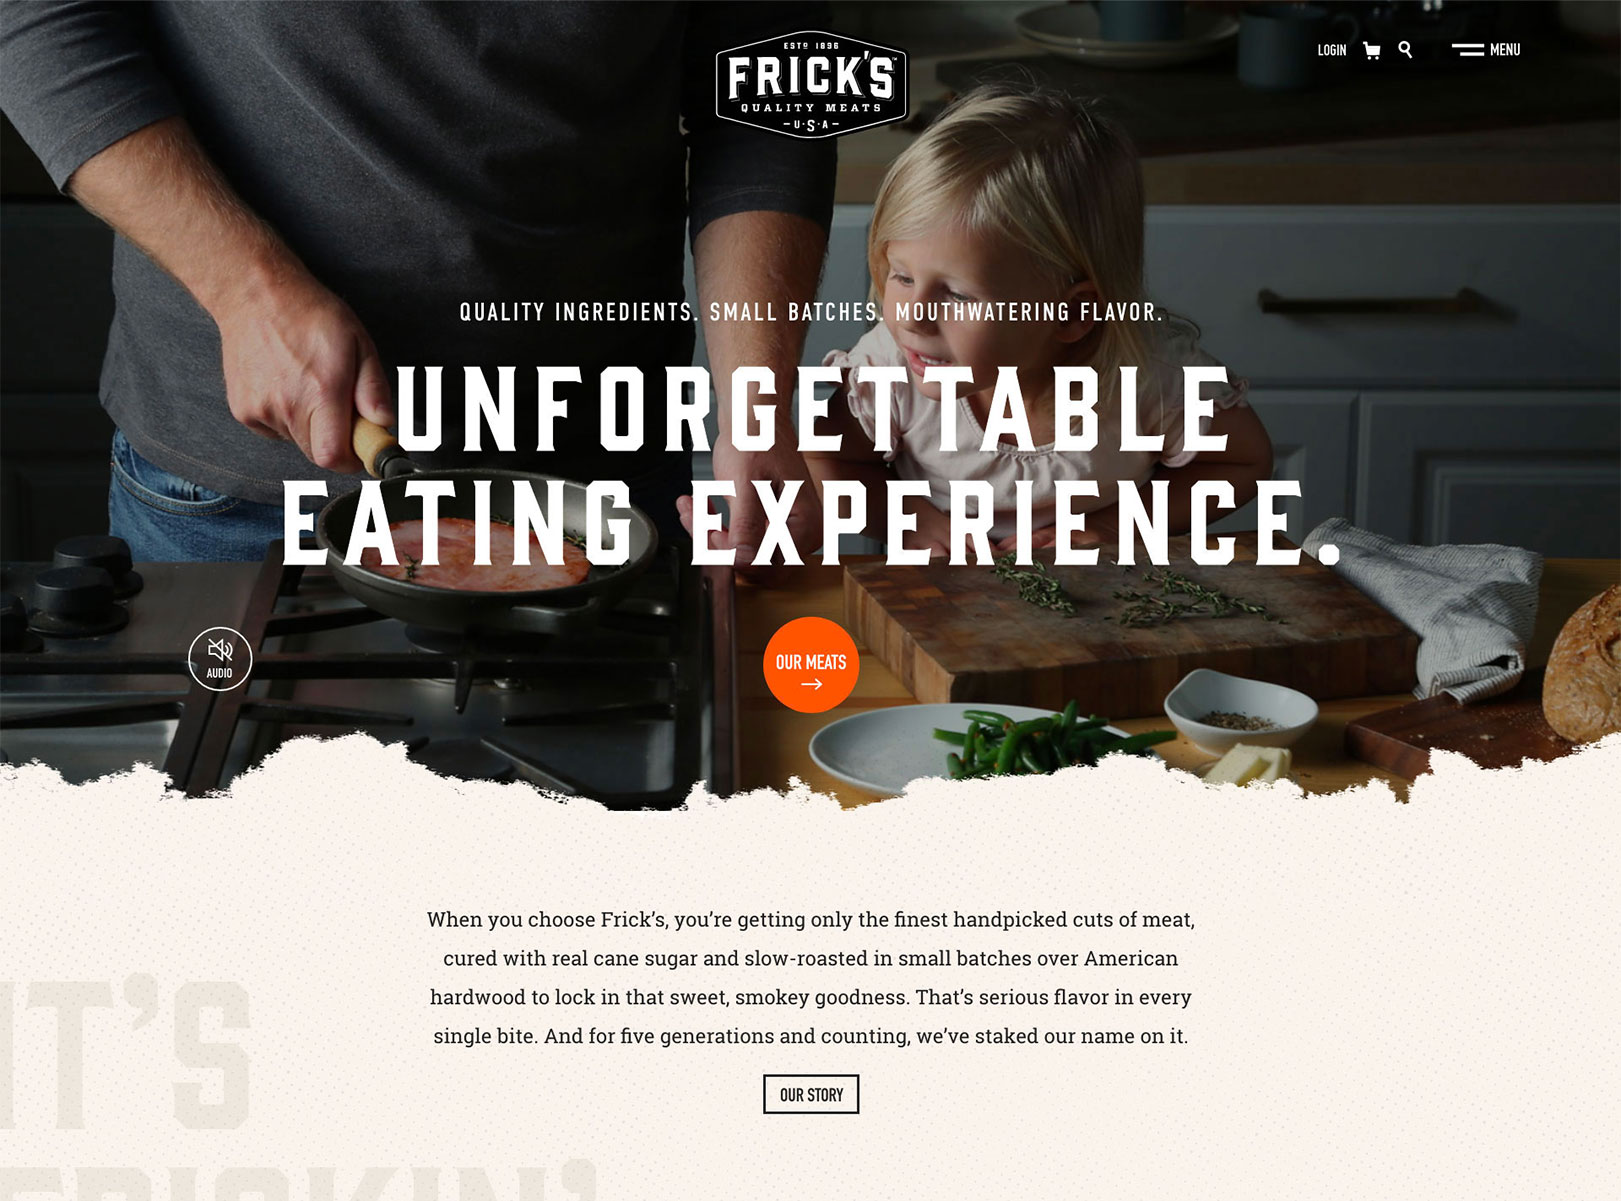 ESTD 1896
FRICK'S
QUALITY MEATS
-U·S·A-
LOGIN
MENU
QUALITY INGREDIENTS. SMALL BATCHES. MOUTHWATERING FLAVOR.
UNFORGETTABLE
EATING EXPERIENCE.
AUDIO
OUR MEATS
When you choose Frick’s, you’re getting only the finest handpicked cuts of meat,
cured with real cane sugar and slow-roasted in small batches over American
hardwood to lock in that sweet, smokey goodness. That’s serious flavor in every
single bite. And for five generations and counting, we’ve staked our name on it.
OUR STORY
IT’S
FRICKIN’